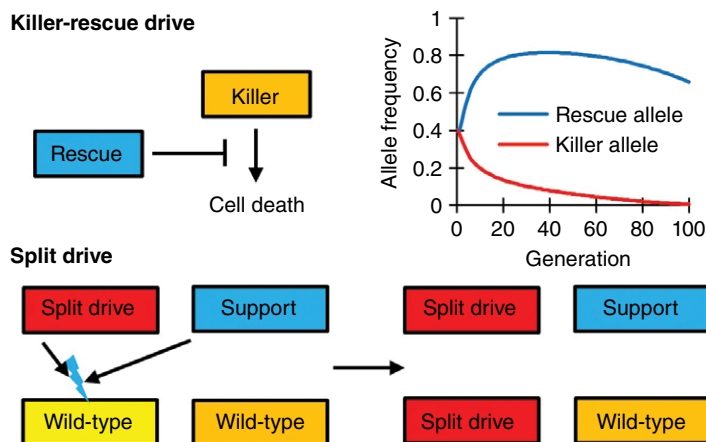 Killer-rescue drive
Killer
Rescue
Cell death
Allele frequency
1
0.8
0.6
0.4
0.2
0
Rescue allele
Killer allele
0 20 40 60 80 100
Generation
Split drive
Split drive Support Split drive Support
Wild-type Wild-type Split drive Wild-type